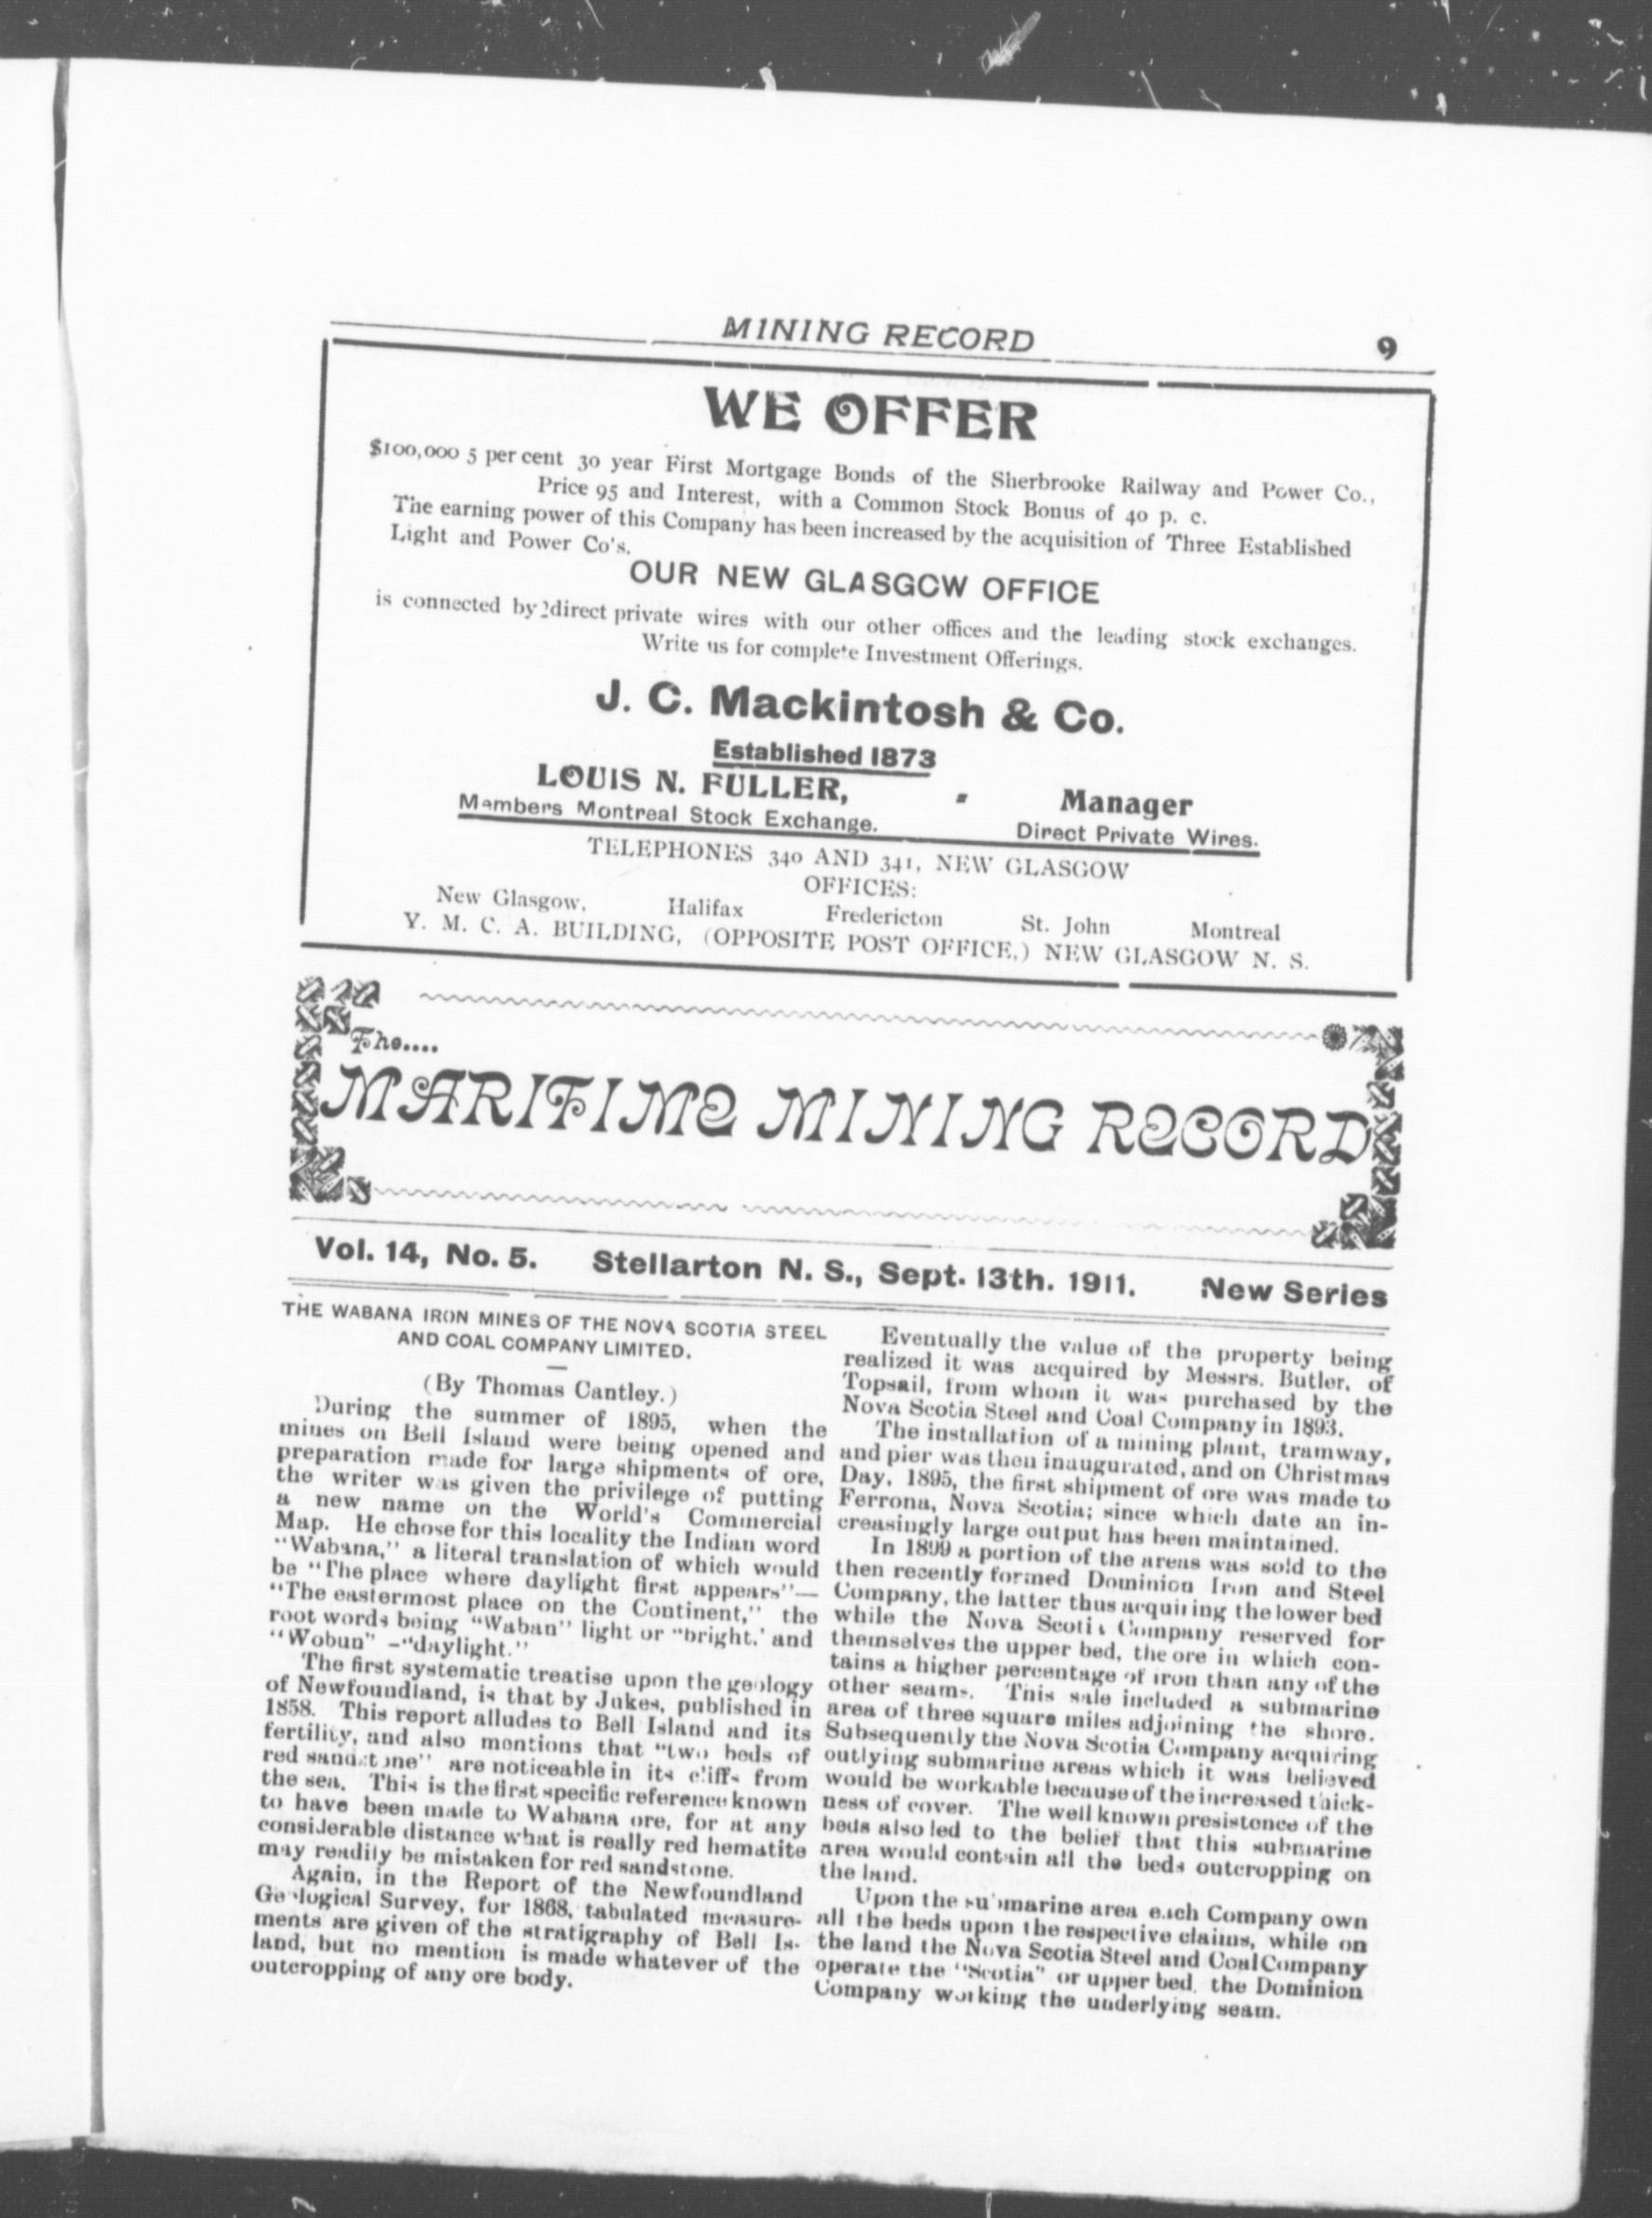 MINING RECORD 9
WE OFFER
$100,000 5 per cent 30 year First Mortgage Bonds of the Sherbrooke Railway and Power Co.,
Price 95 and Interest, with a Common Stock Bonus of 40 p. c.
The earning power of this Company has been increased by the acquisition of Three Established
Light and Power Co's.
OUR NEW GLASGOW OFFICE
is connected by direct private wires with our other offices and the leading stock exchanges.
Write us for complete Investment Offerings.
J. C. Mackintosh & Co.
Established 1873
LOUIS N. FULLER, - Manager
Members Montreal Stock Exchange. Direct Private Wires.
TELEPHONES 340 AND 341, NEW GLASGOW
OFFICES:
New Glasgow, Halifax Fredericton St. John Montreal
Y. M. C. A. BUILDING, (OPPOSITE POST OFFICE,) NEW GLASGOW N. S.
The....
MARITIME MINING RECORD
Vol. 14, No. 5. Stellarton N. S., Sept. 13th. 1911. New Series
THE WABANA IRON MINES OF THE NOVA SCOTIA STEEL
AND COAL COMPANY LIMITED.
(By Thomas Cantley.)
During the summer of 1895, when the
mines on Bell Island were being opened and
preparation made for large shipments of ore,
the writer was given the privilege of putting
a new name on the World's Commercial
Map. He chose for this locality the Indian word
"Wabana," a literal translation of which would
be "The place where daylight first appears"—
"The eastermost place on the Continent," the
root words being "Waban" light or "bright,' and
"Wobun" -"daylight."
The first systematic treatise upon the geology
of Newfoundland, is that by Jukes, published in
1858. This report alludes to Bell Island and its
fertility, and also mentions that "two beds of
red sandstone" are noticeable in its cliffs from
the sea. This is the first specific reference known
to have been made to Wabana ore, for at any
considerable distance what is really red hematite
may readily be mistaken for red sandstone.
Again, in the Report of the Newfoundland
Geological Survey, for 1868, tabulated measure-
ments are given of the stratigraphy of Bell Is-
land, but no mention is made whatever of the
outcropping of any ore body.
Eventually the value of the property being
realized it was acquired by Messrs. Butler, of
Topsail, from whom it was purchased by the
Nova Scotia Steel and Coal Company in 1893.
The installation of a mining plant, tramway,
and pier was then inaugurated, and on Christmas
Day, 1895, the first shipment of ore was made to
Ferrona, Nova Scotia; since which date an in-
creasingly large output has been maintained.
In 1899 a portion of the areas was sold to the
then recently formed Dominion Iron and Steel
Company, the latter thus acquiring the lower bed
while the Nova Scotia Company reserved for
themselves the upper bed, the ore in which con-
tains a higher percentage of iron than any of the
other seams. This sale included a submarine
area of three square miles adjoining the shore.
Subsequently the Nova Scotia Company acquiring
outlying submarine areas which it was believed
would be workable because of the increased thick-
ness of cover. The well known presistence of the
beds also led to the belief that this submarine
area would contain all the beds outcropping on
the land.
Upon the submarine area each Company own
all the beds upon the respective claims, while on
the land the Nova Scotia Steel and Coal Company
operate the "Scotia" or upper bed, the Dominion
Company working the underlying seam.